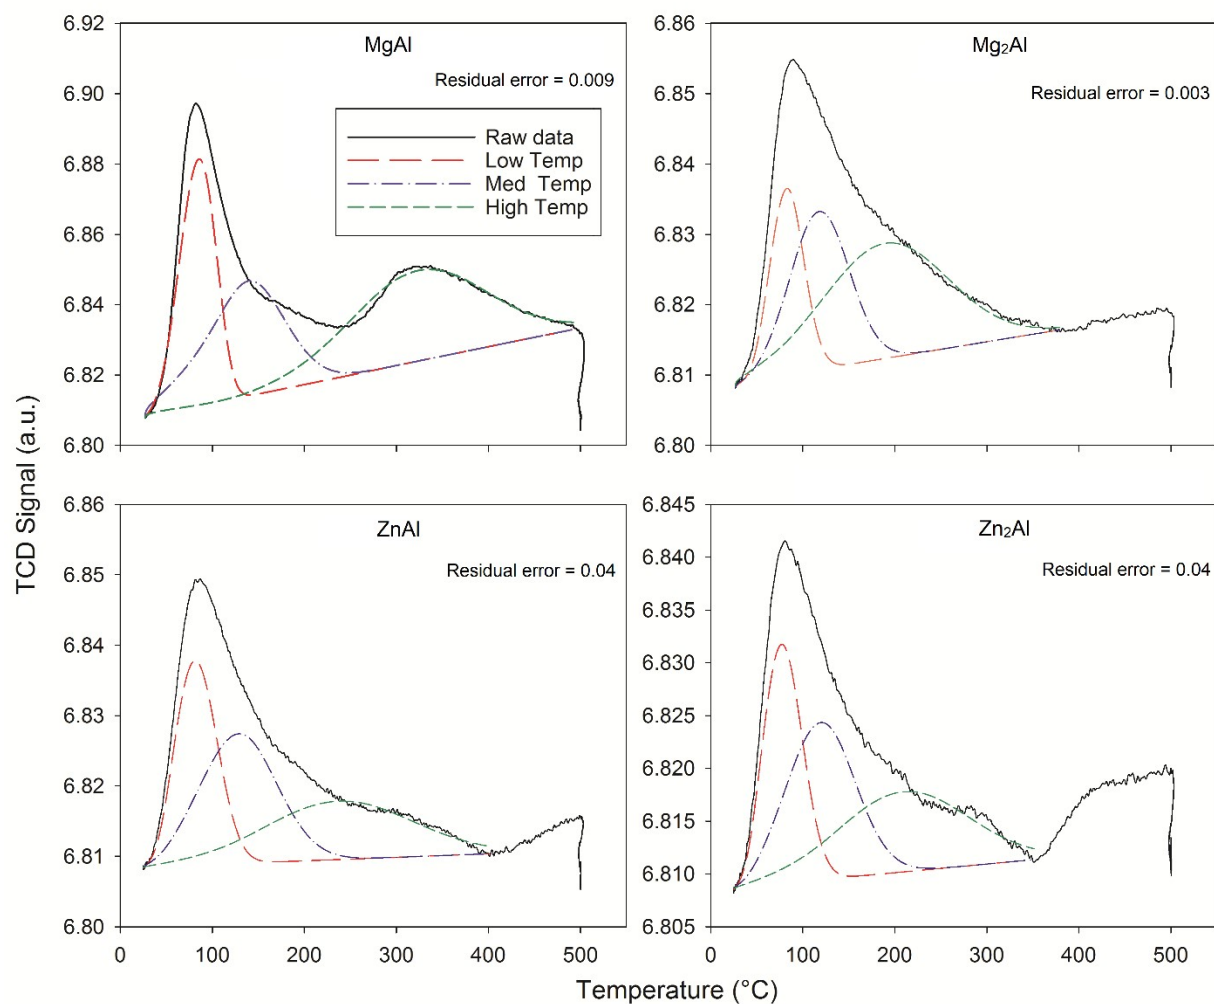 TCD Signal (a.u.)
6.92
6.90
6.88
6.86
6.84
6.82
6.80
MgAl
Residual error = 0.009
Raw data
Low Temp
Med Temp
High Temp
6.86
6.85
6.84
6.83
6.82
6.81
6.80
Mg₂Al
Residual error = 0.003
6.86
6.85
6.84
6.83
6.82
6.81
6.80
ZnAl
Residual error = 0.04
0 100 200 300 400 500
6.845
6.840
6.835
6.830
6.825
6.820
6.815
6.810
6.805
Zn₂Al
Residual error = 0.04
0 100 200 300 400 500
Temperature (°C)